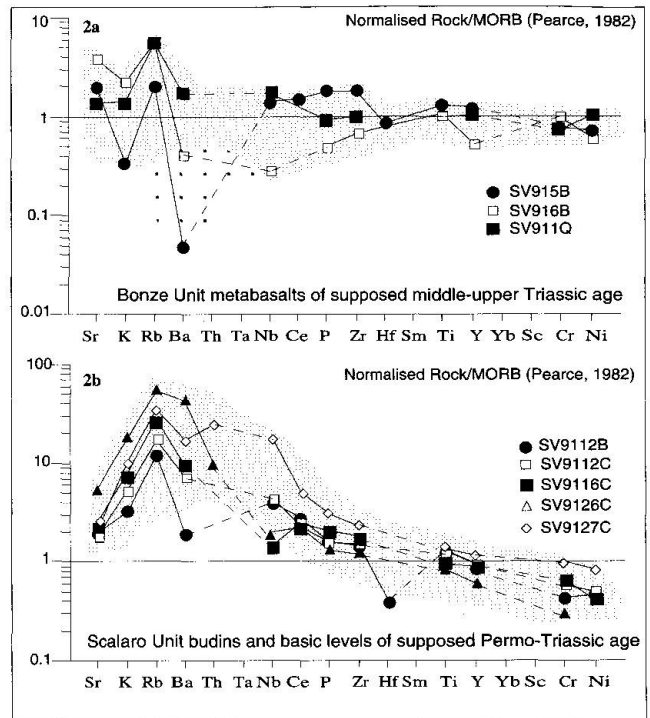 2a
Normalised Rock/MORB (Pearce, 1982)
10
1
0.1
0.01
SV915B
SV916B
SV911Q
Bonze Unit metabasalts of supposed middle-upper Triassic age
Sr K Rb Ba Th Ta Nb Ce P Zr Hf Sm Ti Y Yb Sc Cr Ni
2b
Normalised Rock/MORB (Pearce, 1982)
100
10
1
0.1
SV9112B
SV9112C
SV9116C
SV9126C
SV9127C
Scalaro Unit budins and basic levels of supposed Permo-Triassic age
Sr K Rb Ba Th Ta Nb Ce P Zr Hf Sm Ti Y Yb Sc Cr Ni